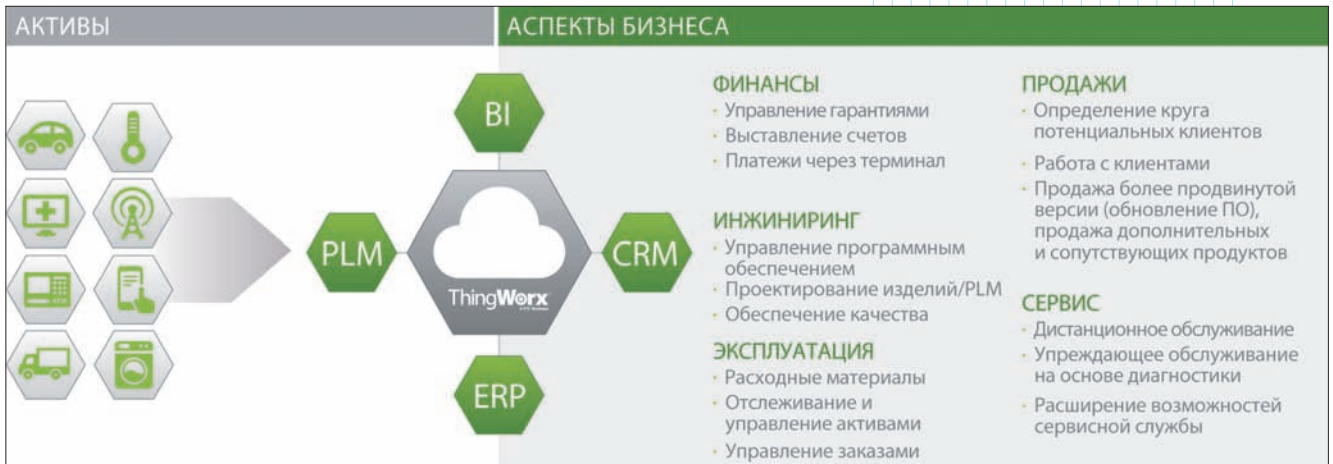 АКТИВЫ
АСПЕКТЫ БИЗНЕСА
BI
PLM
ThingWorx
CRM
ERP
ФИНАНСЫ
· Управление гарантиями
· Выставление счетов
· Платежи через терминал
ИНЖИНИРИНГ
· Управление программным
обеспечением
· Проектирование изделий/PLM
· Обеспечение качества
ЭКСПЛУАТАЦИЯ
· Расходные материалы
· Отслеживание и
управление активами
· Управление заказами
ПРОДАЖИ
· Определение круга
потенциальных клиентов
· Работа с клиентами
· Продажа более продвинутой
версии (обновление ПО),
продажа дополнительных
и сопутствующих продуктов
СЕРВИС
· Дистанционное обслуживание
· Упреждающее обслуживание
на основе диагностики
· Расширение возможностей
сервисной службы